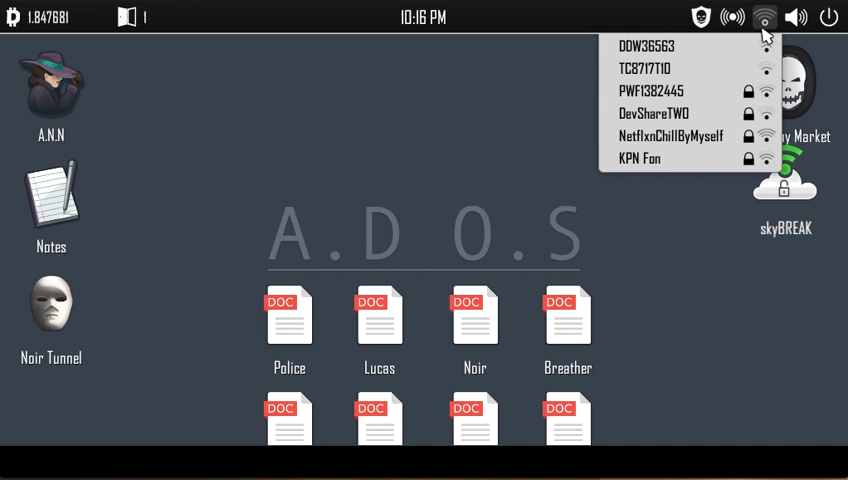 1.847681
1
10:16 PM
DDW36563
TC8717T10
PWF1382445
DevShareTWO
NetflxnChillByMyself
KPN Fon
A.N.N
y Market
Notes
skyBREAK
A.D O.S
Noir Tunnel
DOC
DOC
DOC
DOC
Police
Lucas
Noir
Breather
DOC
DOC
DOC
DOC